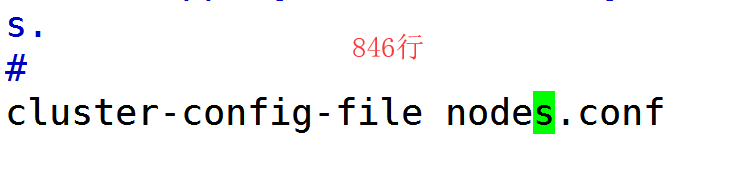 s.
846行
#
cluster-config-file nodes.conf